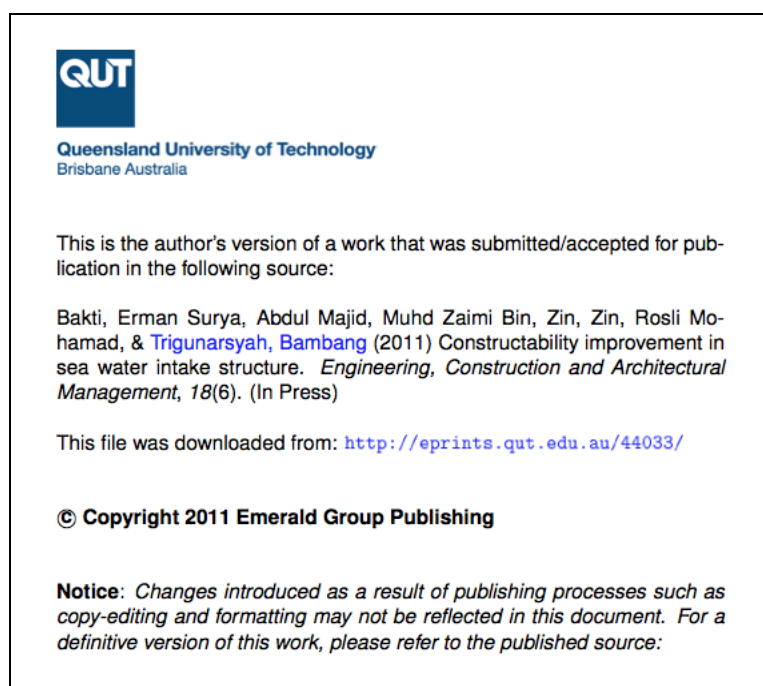 QUT
Queensland University of Technology
Brisbane Australia
This is the author's version of a work that was submitted/accepted for pub-
lication in the following source:
Bakti, Erman Surya, Abdul Majid, Muhd Zaimi Bin, Zin, Zin, Rosli Mo-
hamad, & Trigunarsyah, Bambang (2011) Constructability improvement in
sea water intake structure. Engineering, Construction and Architectural
Management, 18(6). (In Press)
This file was downloaded from: http://eprints.qut.edu.au/44033/
© Copyright 2011 Emerald Group Publishing
Notice: Changes introduced as a result of publishing processes such as
copy-editing and formatting may not be reflected in this document. For a
definitive version of this work, please refer to the published source: